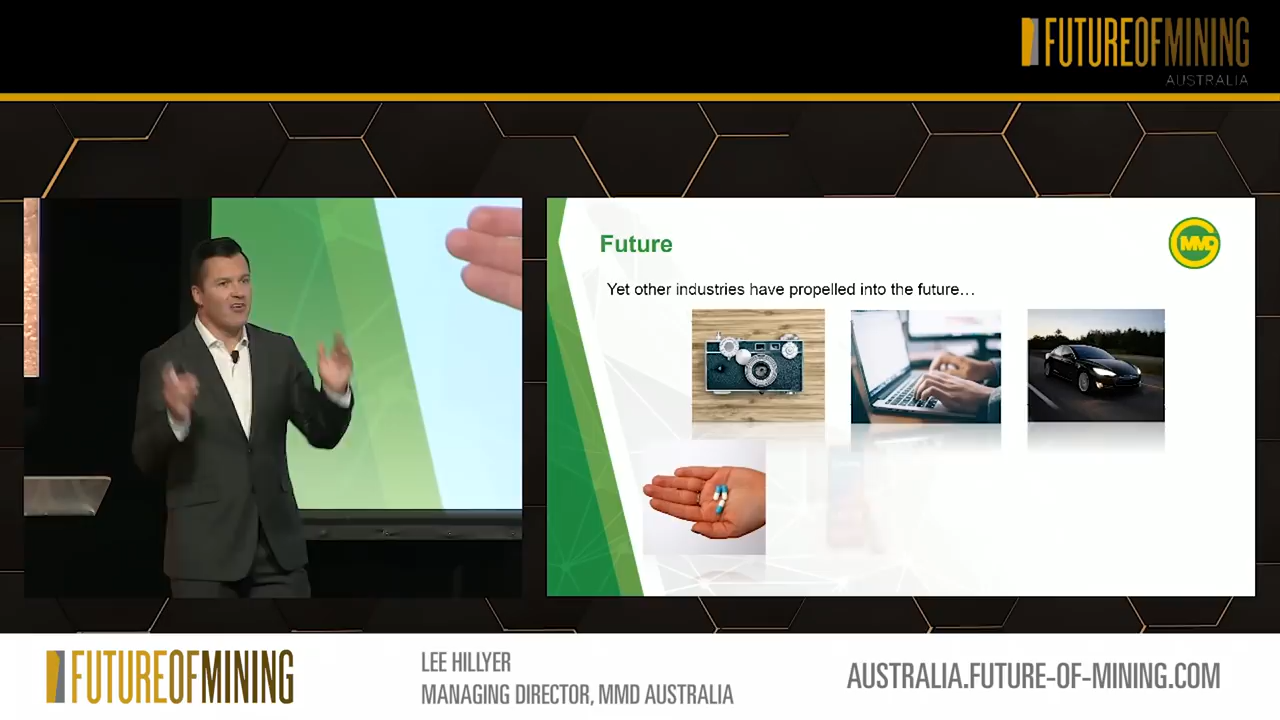 FUTUREOFMINING
AUSTRALIA
Future
MMD
Yet other industries have propelled into the future…
FUTUREOFMINING
LEE HILLYER
MANAGING DIRECTOR, MMD AUSTRALIA
AUSTRALIA.FUTURE-OF-MINING.COM